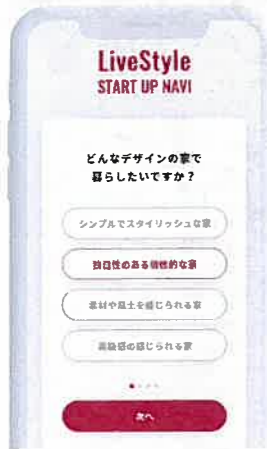 LiveStyle
START UP NAVI
どんなデザインの家で
暮らしたいですか？
シンプルでスタイリッシュな家
独自性のある個性的な家
素材や風土を感じられる家
高級感の感じられる家
次へ